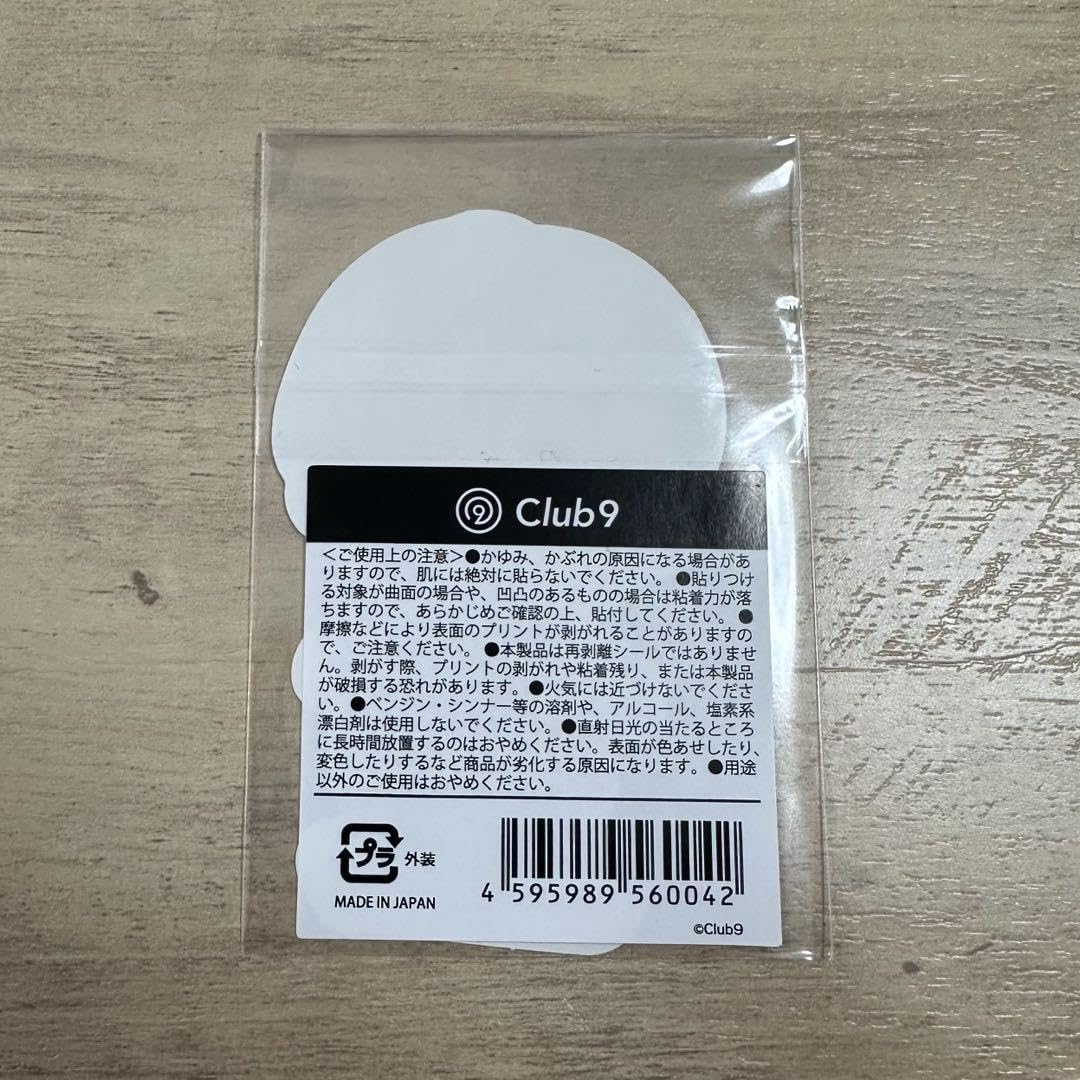 Club9
＜ご使用上の注意＞●かゆみ、かぶれの原因になる場合があ
りますので、肌には絶対に貼らないでください。 ●貼りつけ
る対象が曲面の場合や、凹凸のあるものの場合は粘着力が落
ちますので、あらかじめご確認の上、貼付してください。 ●
摩擦などにより表面のプリントが剥がれることがありますの
で、ご注意ください。 ●本製品は再剥離シールではありませ
ん。剥がす際、プリントの剥がれや粘着残り、または本製品
が破損する恐れがあります。●火気には近づけないでくださ
い。●ベンジン・シンナー等の溶剤や、アルコール、塩素系
漂白剤は使用しないでください。●直射日光の当たるところ
に長時間放置するのはおやめください。表面が色あせしたり、
変色したりするなど商品が劣化する原因になります。●用途
以外のご使用はおやめください。
プラ 外装
MADE IN JAPAN
4 595989 560042
©Club9